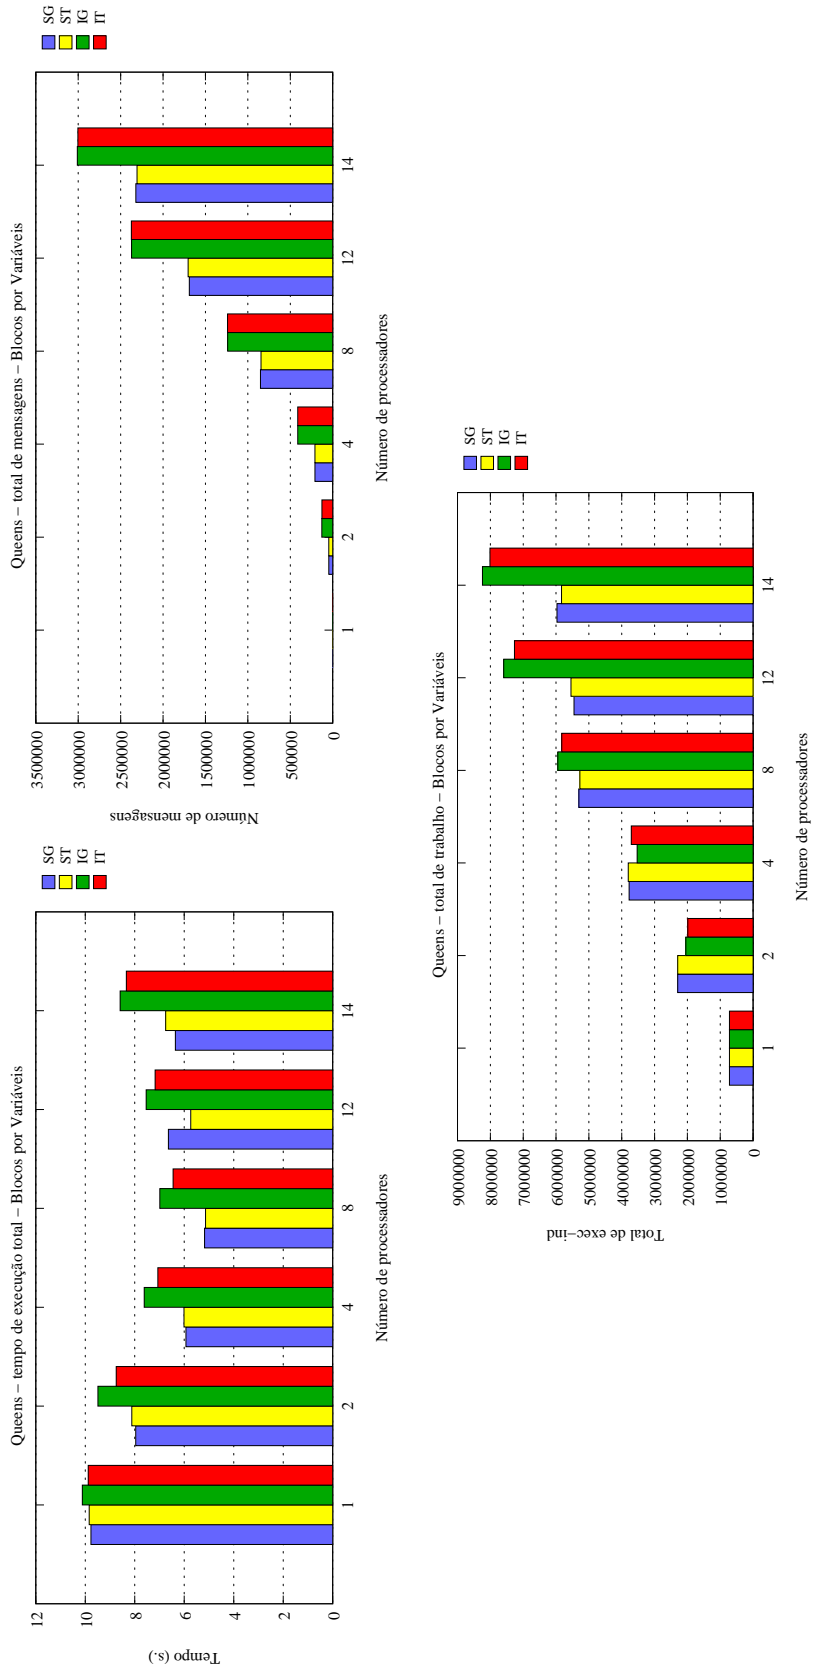 Queens – tempo de execução total – Blocos por Variáveis
Tempo (s.)
12
10
8
6
4
2
0
1
2
4
8
12
14
Número de processadores
SG
ST
IG
IT
Queens – total de mensagens – Blocos por Variáveis
Número de mensagens
3500000
3000000
2500000
2000000
1500000
1000000
500000
0
1
2
4
8
12
14
Número de processadores
SG
ST
IG
IT
Queens – total de trabalho – Blocos por Variáveis
Total de exec–ind
9000000
8000000
7000000
6000000
5000000
4000000
3000000
2000000
1000000
0
1
2
4
8
12
14
Número de processadores
SG
ST
IG
IT